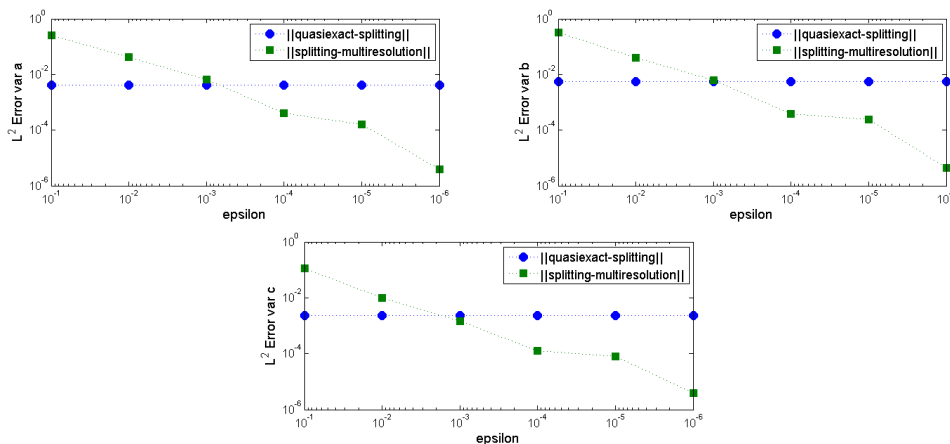 10^0
10^-2
10^-4
10^-6
L^2 Error var a
||quasiexact-splitting||
||splitting-multiresolution||
10^-1 10^-2 10^-3 10^-4 10^-5 10^-6
epsilon
10^0
10^-2
10^-4
10^-6
L^2 Error var b
||quasiexact-splitting||
||splitting-multiresolution||
10^-1 10^-2 10^-3 10^-4 10^-5
epsilon
10^0
10^-2
10^-4
10^-6
L^2 Error var c
||quasiexact-splitting||
||splitting-multiresolution||
10^-1 10^-2 10^-3 10^-4 10^-5 10^-6
epsilon